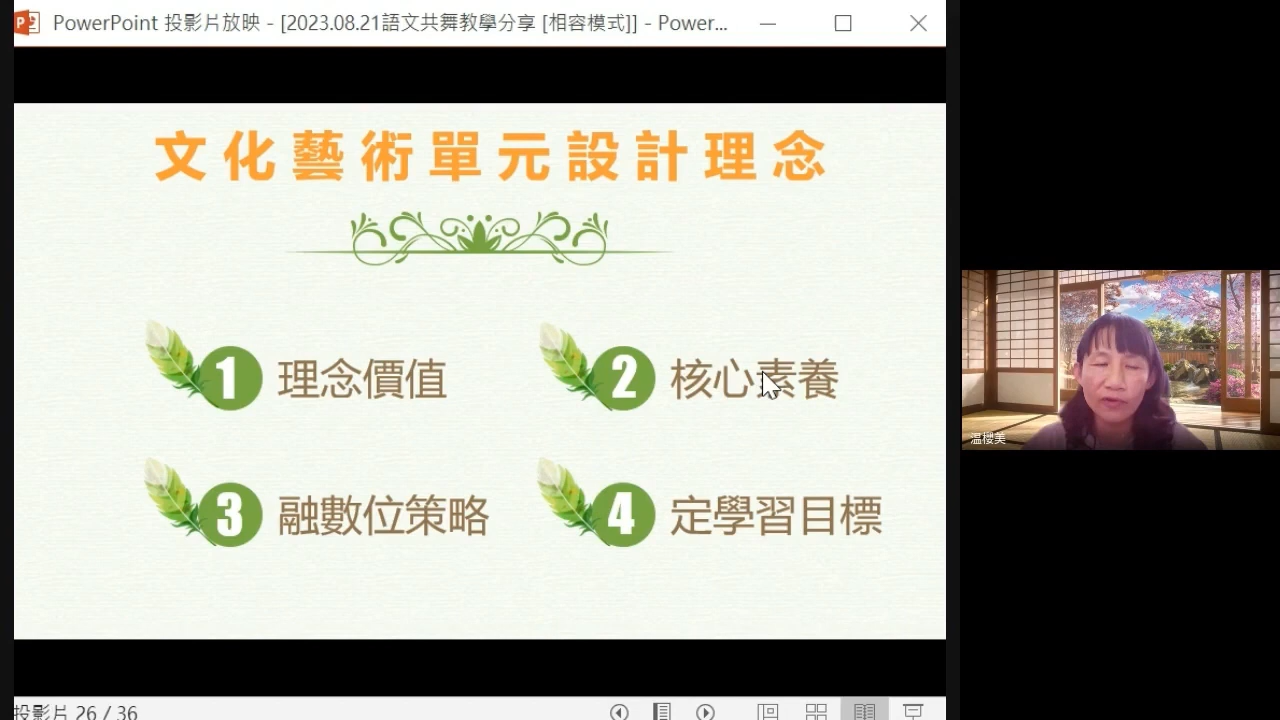 PowerPoint 投影片放映 - [2023.08.21語文共舞教學分享 [相容模式]] - Power...
文化藝術單元設計理念
1 理念價值
2 核心素養
3 融數位策略
4 定學習目標
温櫻美
投影片 26 / 36